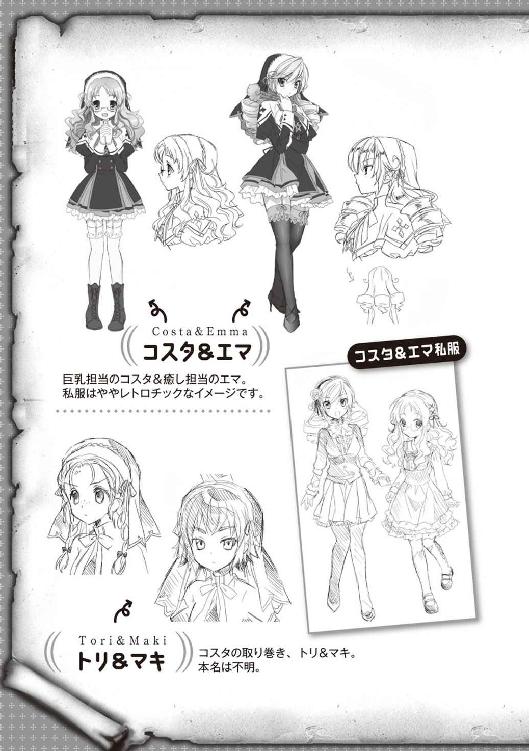 Costa&Emma
コスタ&エマ
巨乳担当のコスタ&癒し担当のエマ。
私服はややレトロチックなイメージです。
コスタ&エマ私服
Tori&Maki
トリ&マキ
コスタの取り巻き、トリ&マキ。
本名は不明。